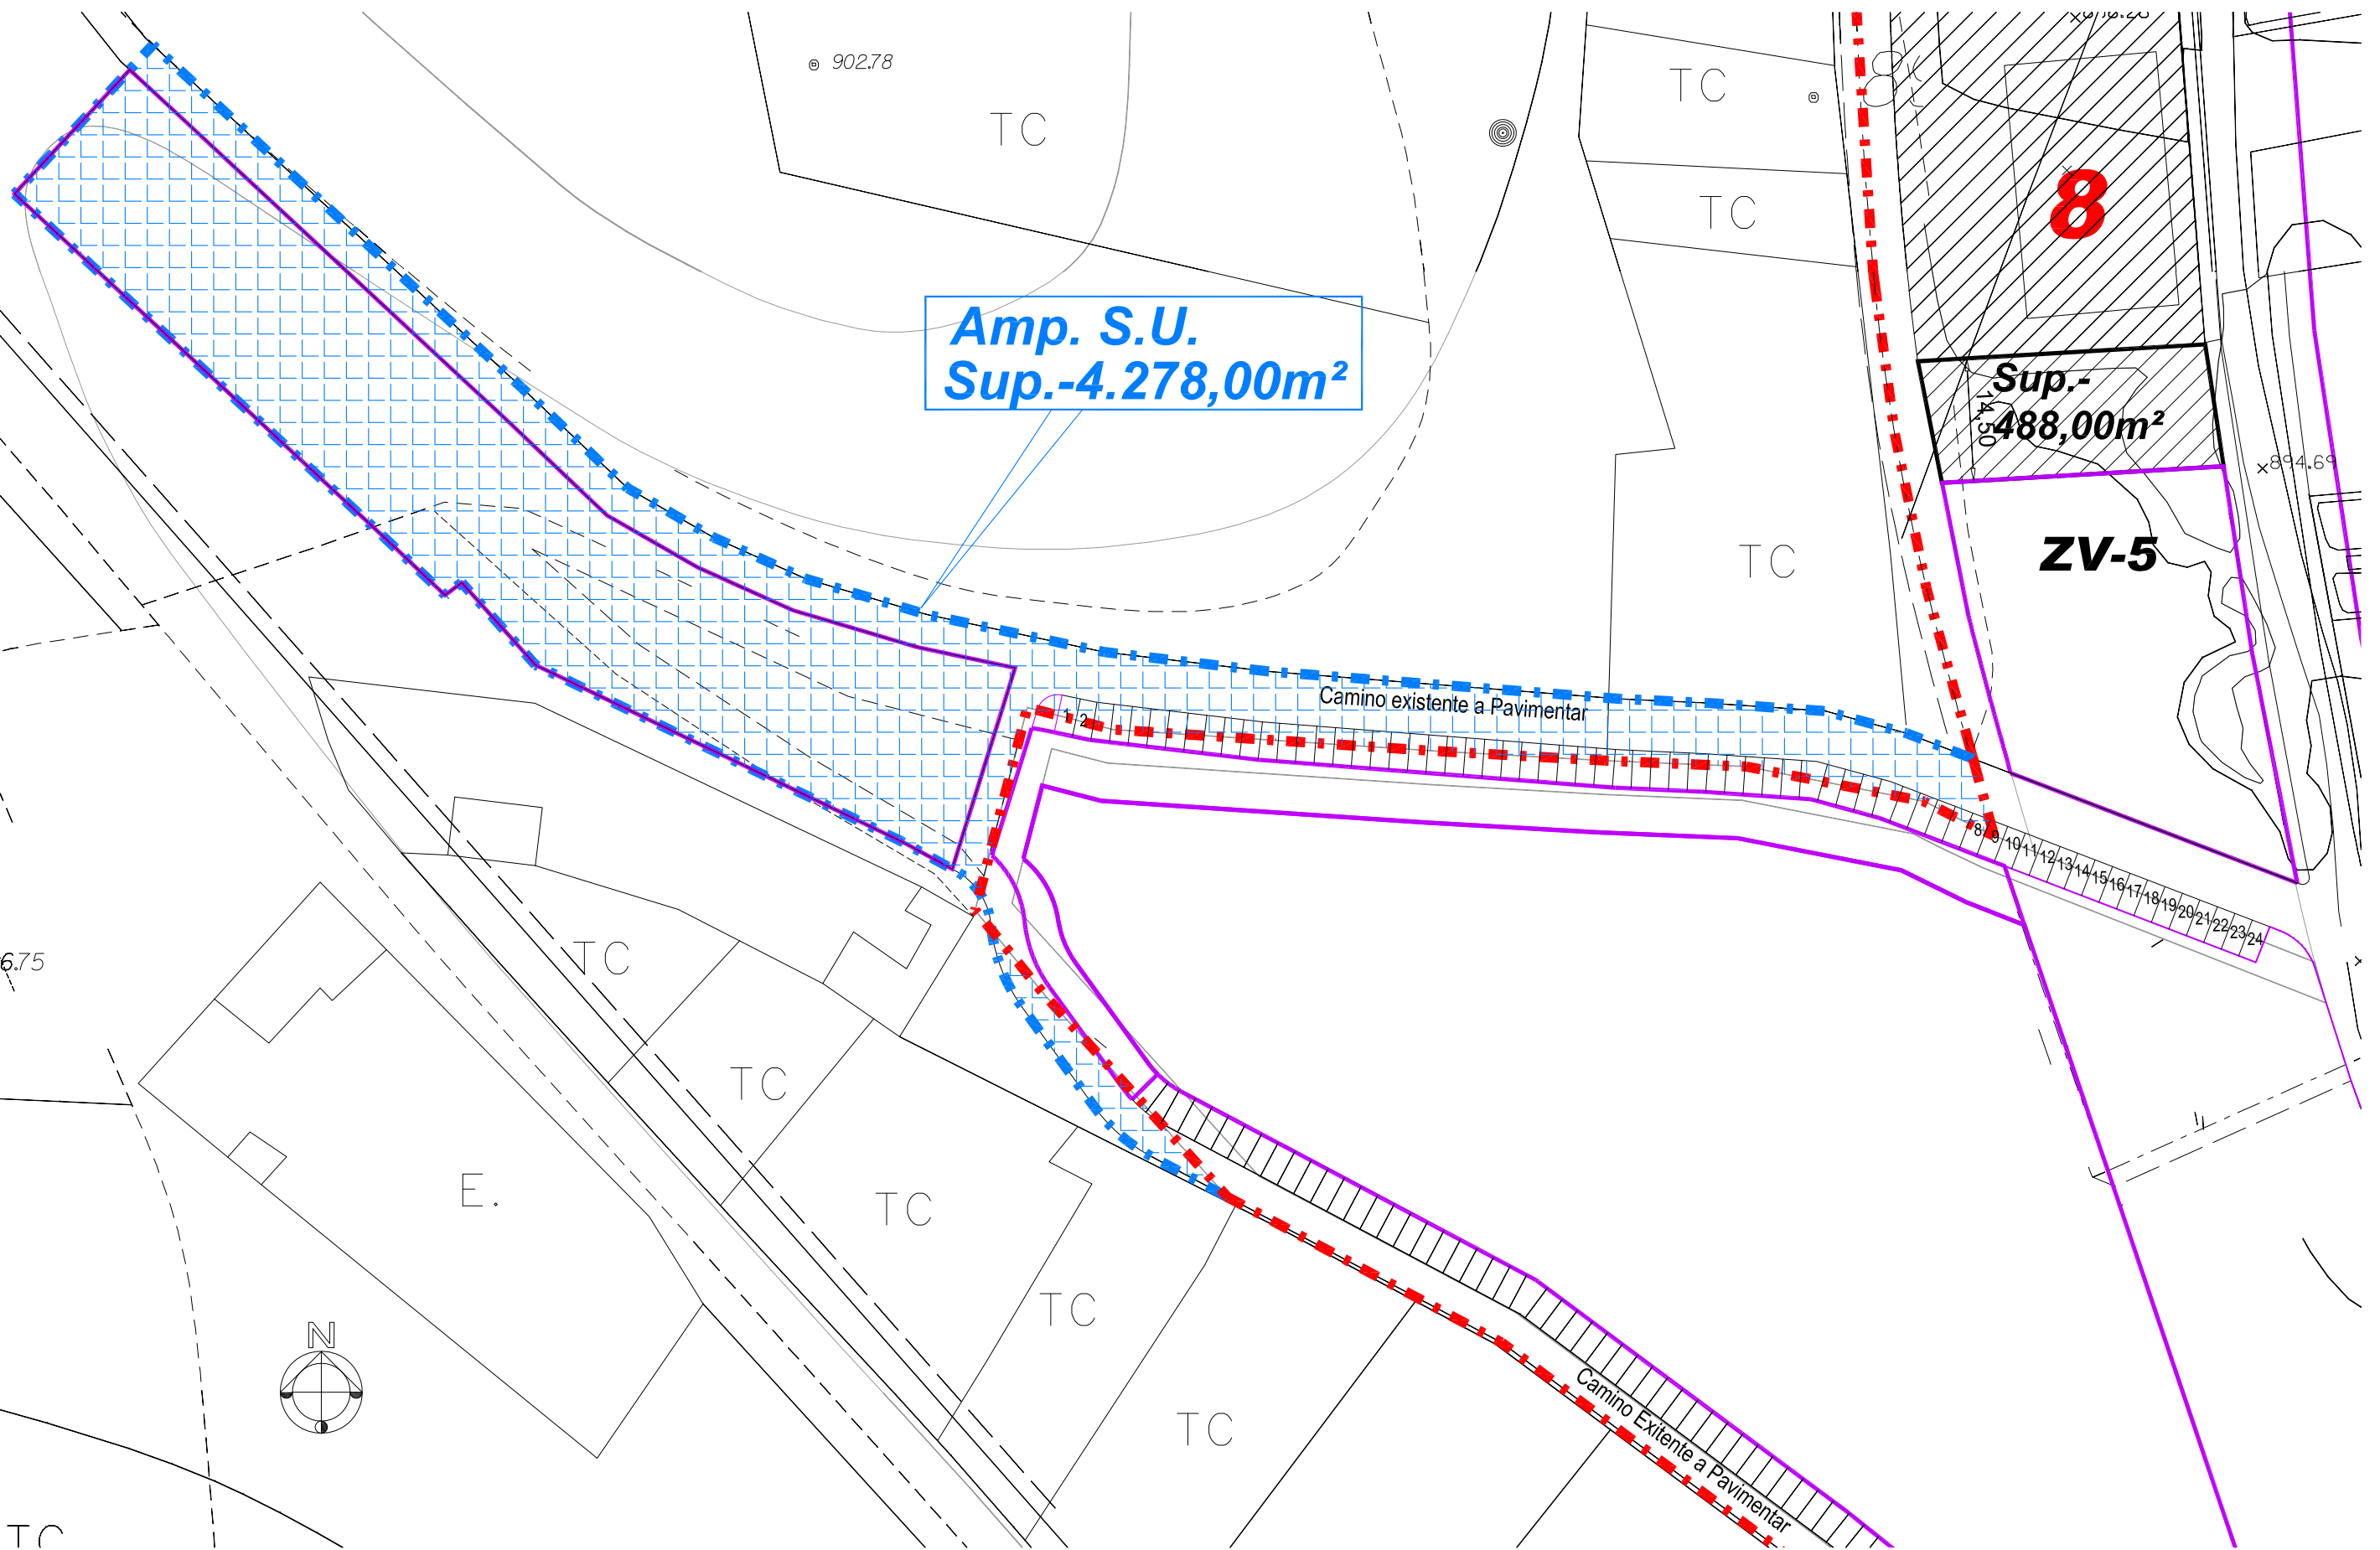 902.78
TC
TC
TC
8
Amp. S.U.
Sup.-4.278,00m²
Sup.-
488,00m²
14.50
894.69
TC
ZV-5
Camino existente a Pavimentar
1
2
8
9
10
11
12
13
14
15
16
17
18
19
20
21
22
23
24
6.75
TC
TC
E.
TC
TC
TC
N
Camino Exitente a Pavimentar
TC